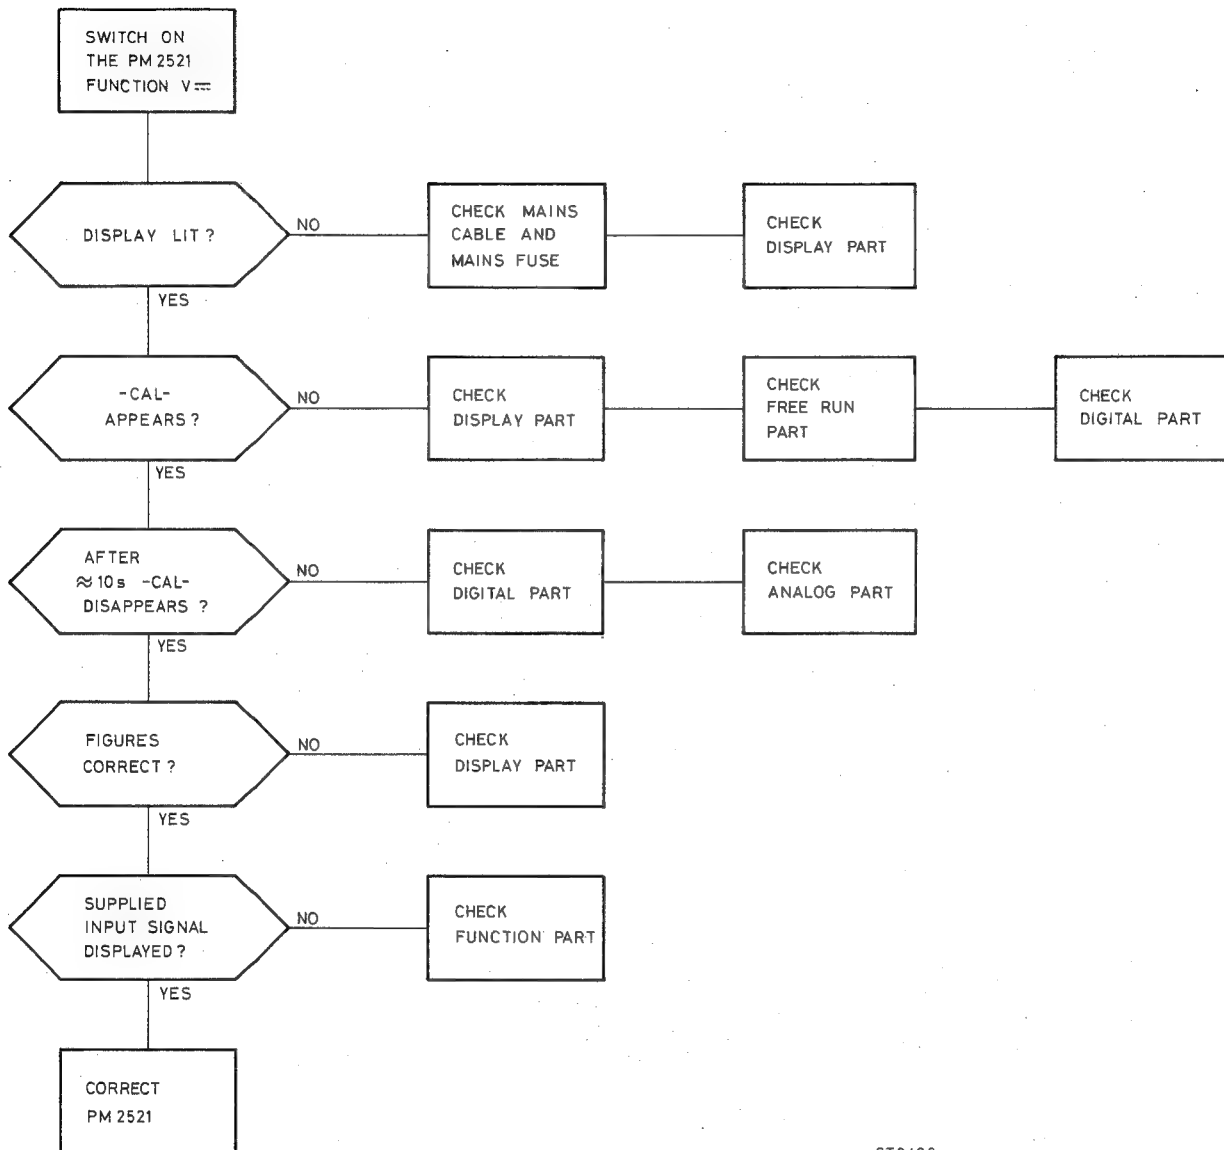 SWITCH ON
THE PM 2521
FUNCTION V⎓
DISPLAY LIT?
NO
CHECK MAINS
CABLE AND
MAINS FUSE
CHECK
DISPLAY PART
YES
-CAL-
APPEARS?
NO
CHECK
DISPLAY PART
CHECK
FREE RUN
PART
CHECK
DIGITAL PART
YES
AFTER
≈10s -CAL-
DISAPPEARS ?
NO
CHECK
DIGITAL PART
CHECK
ANALOG PART
YES
FIGURES
CORRECT?
NO
CHECK
DISPLAY PART
YES
SUPPLIED
INPUT SIGNAL
DISPLAYED?
NO
CHECK
FUNCTION PART
YES
CORRECT
PM 2521